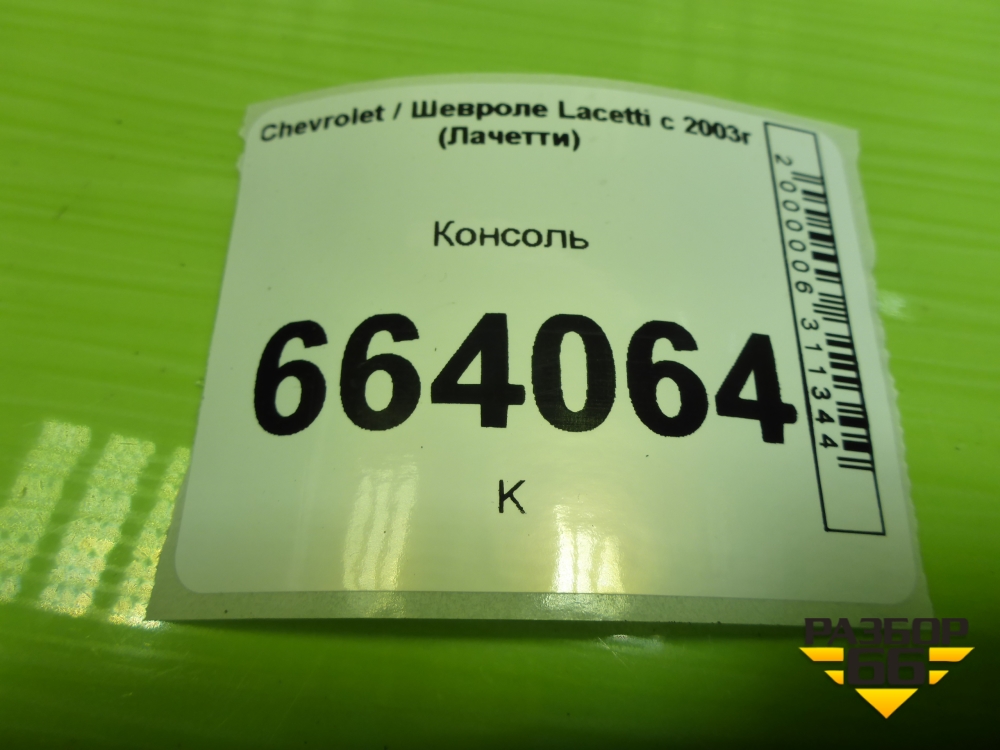 Chevrolet / Шевроле Lacetti с 2003г
(Лачетти)
Консоль
664064
К
2000006311344
РАЗБОР
66